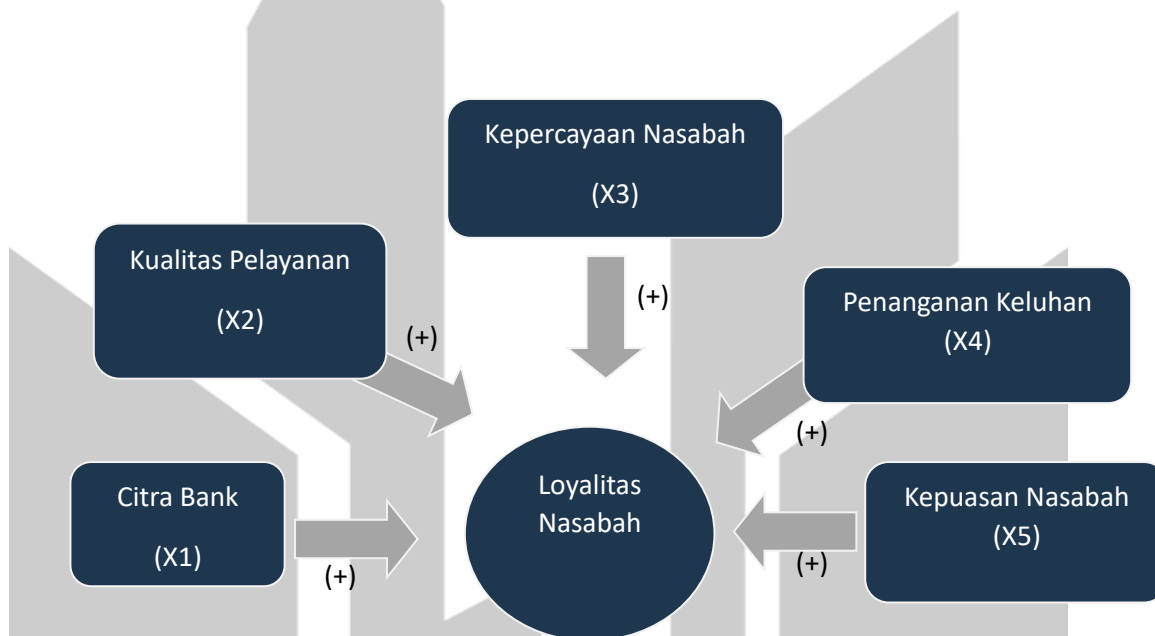 Kepercayaan Nasabah
(X3)
Kualitas Pelayanan
(X2)
(+)
(+)
Penanganan Keluhan
(X4)
(+)
Citra Bank
(X1)
(+)
Loyalitas
Nasabah
Kepuasan Nasabah
(X5)
(+)